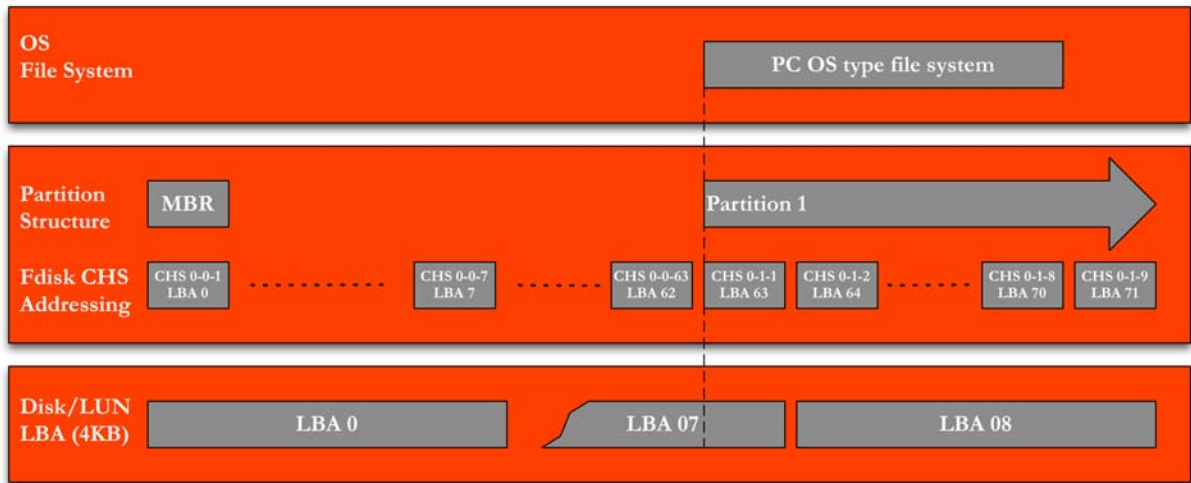 OS
File System
PC OS type file system
Partition
Structure
MBR
Partition 1
Fdisk CHS
Addressing
CHS 0-0-1
LBA 0
CHS 0-0-7
LBA 7
CHS 0-0-63
LBA 62
CHS 0-1-1
LBA 63
CHS 0-1-2
LBA 64
CHS 0-1-8
LBA 70
CHS 0-1-9
LBA 71
Disk/LUN
LBA (4KB)
LBA 0
LBA 07
LBA 08